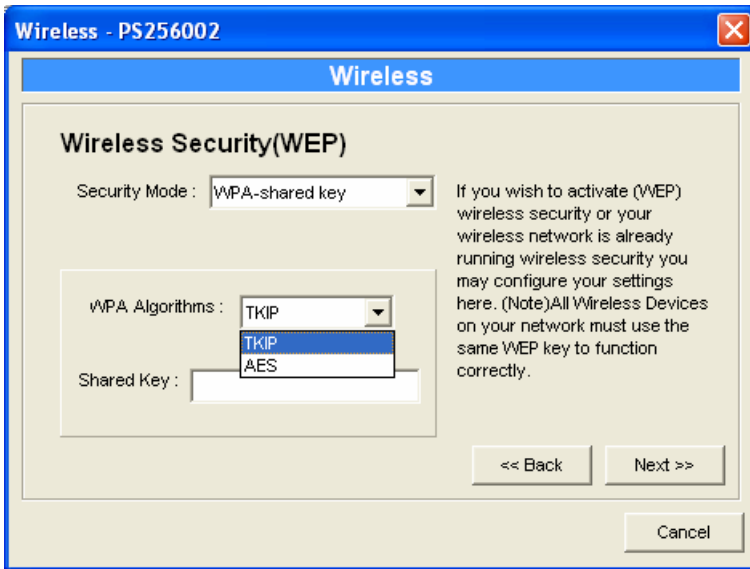 Wireless - PS256002
Wireless
Wireless Security(WEP)
Security Mode : WPA-shared key
If you wish to activate (WEP)
wireless security or your
wireless network is already
running wireless security you
may configure your settings
here. (Note)All Wireless Devices
on your network must use the
same WEP key to function
correctly.
WPA Algorithms : TKIP
TKIP
AES
Shared Key :
<< Back
Next >>
Cancel